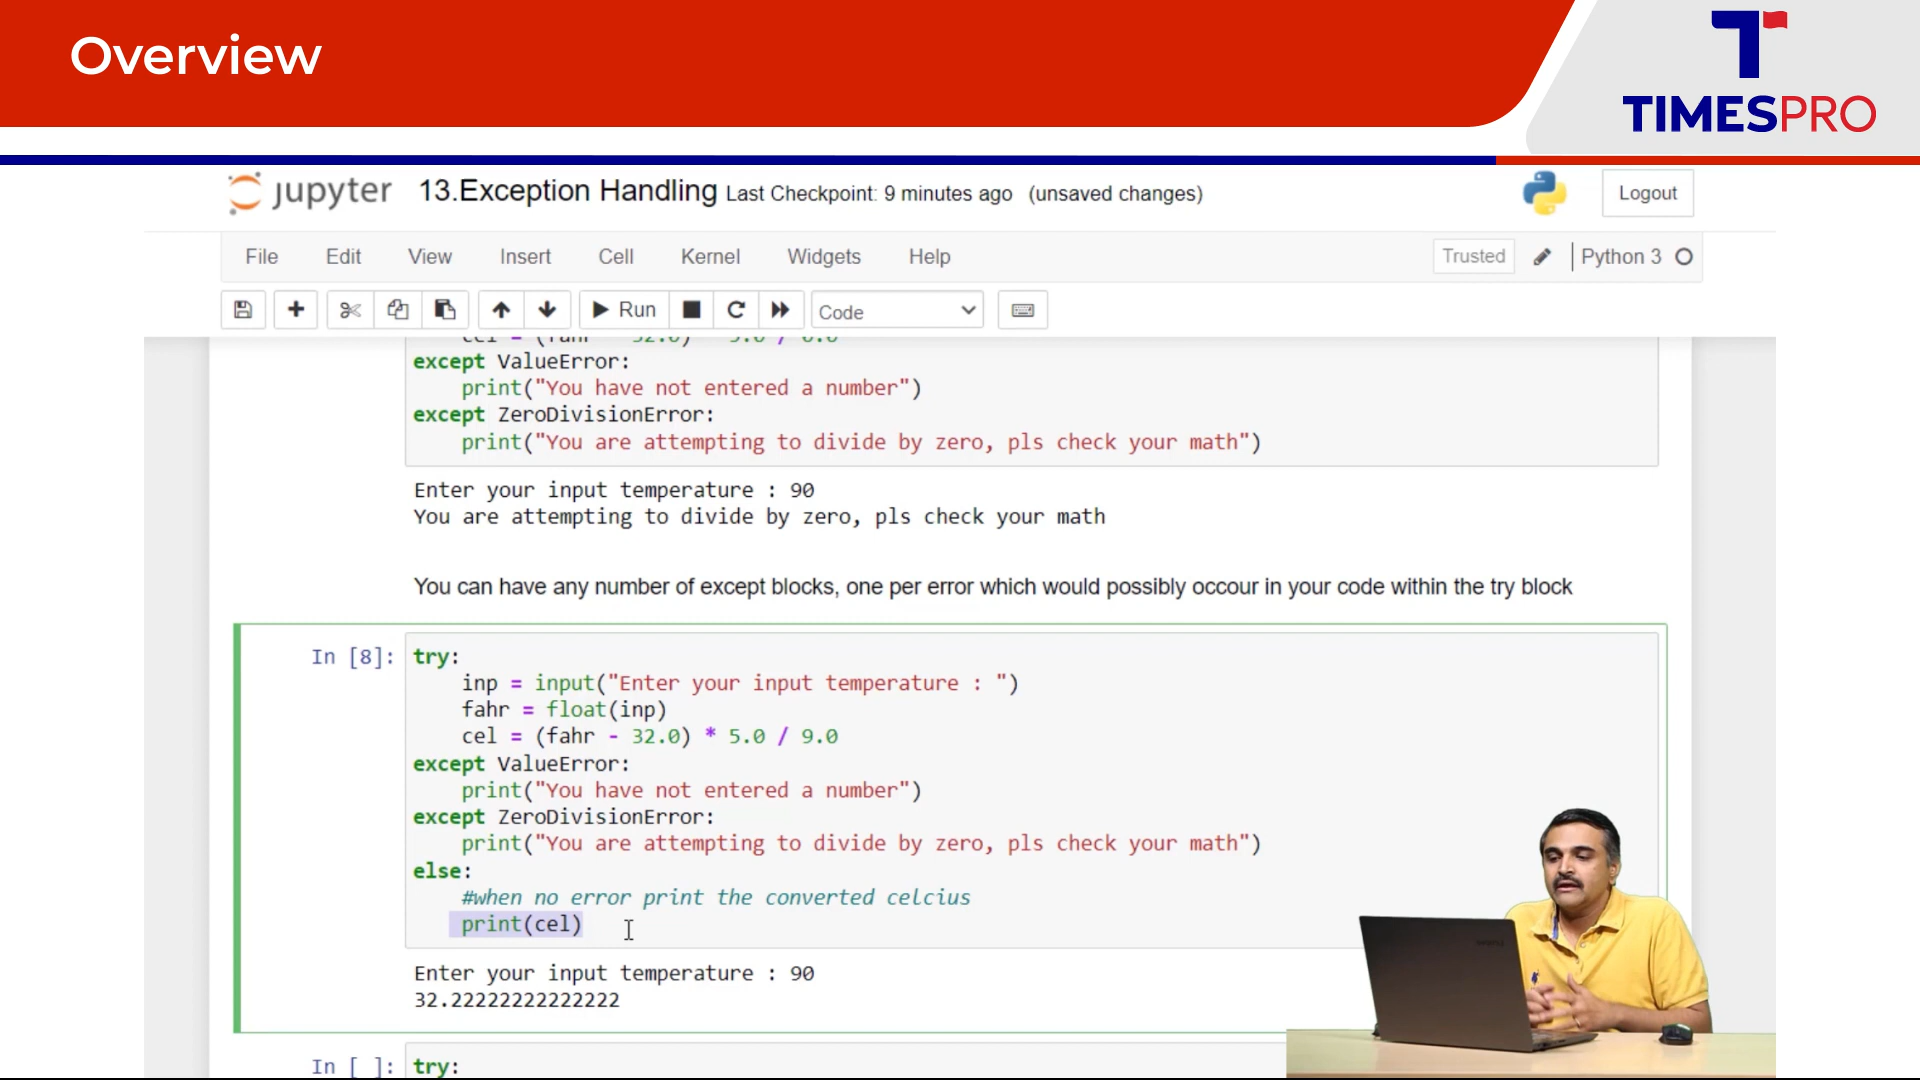 Overview
TIMESPRO
jupyter 13.Exception Handling Last Checkpoint: 9 minutes ago (unsaved changes)
Logout
File Edit View Insert Cell Kernel Widgets Help
Trusted Python 3
Run Code
except ValueError:
print("You have not entered a number")
except ZeroDivisionError:
print("You are attempting to divide by zero, pls check your math")
Enter your input temperature : 90
You are attempting to divide by zero, pls check your math
You can have any number of except blocks, one per error which would possibly occour in your code within the try block
In [8]: try:
inp = input("Enter your input temperature : ")
fahr = float(inp)
cel = (fahr - 32.0) * 5.0 / 9.0
except ValueError:
print("You have not entered a number")
except ZeroDivisionError:
print("You are attempting to divide by zero, pls check your math")
else:
#when no error print the converted celcius
print(cel)
Enter your input temperature : 90
32.22222222222222
In [ ]: try: